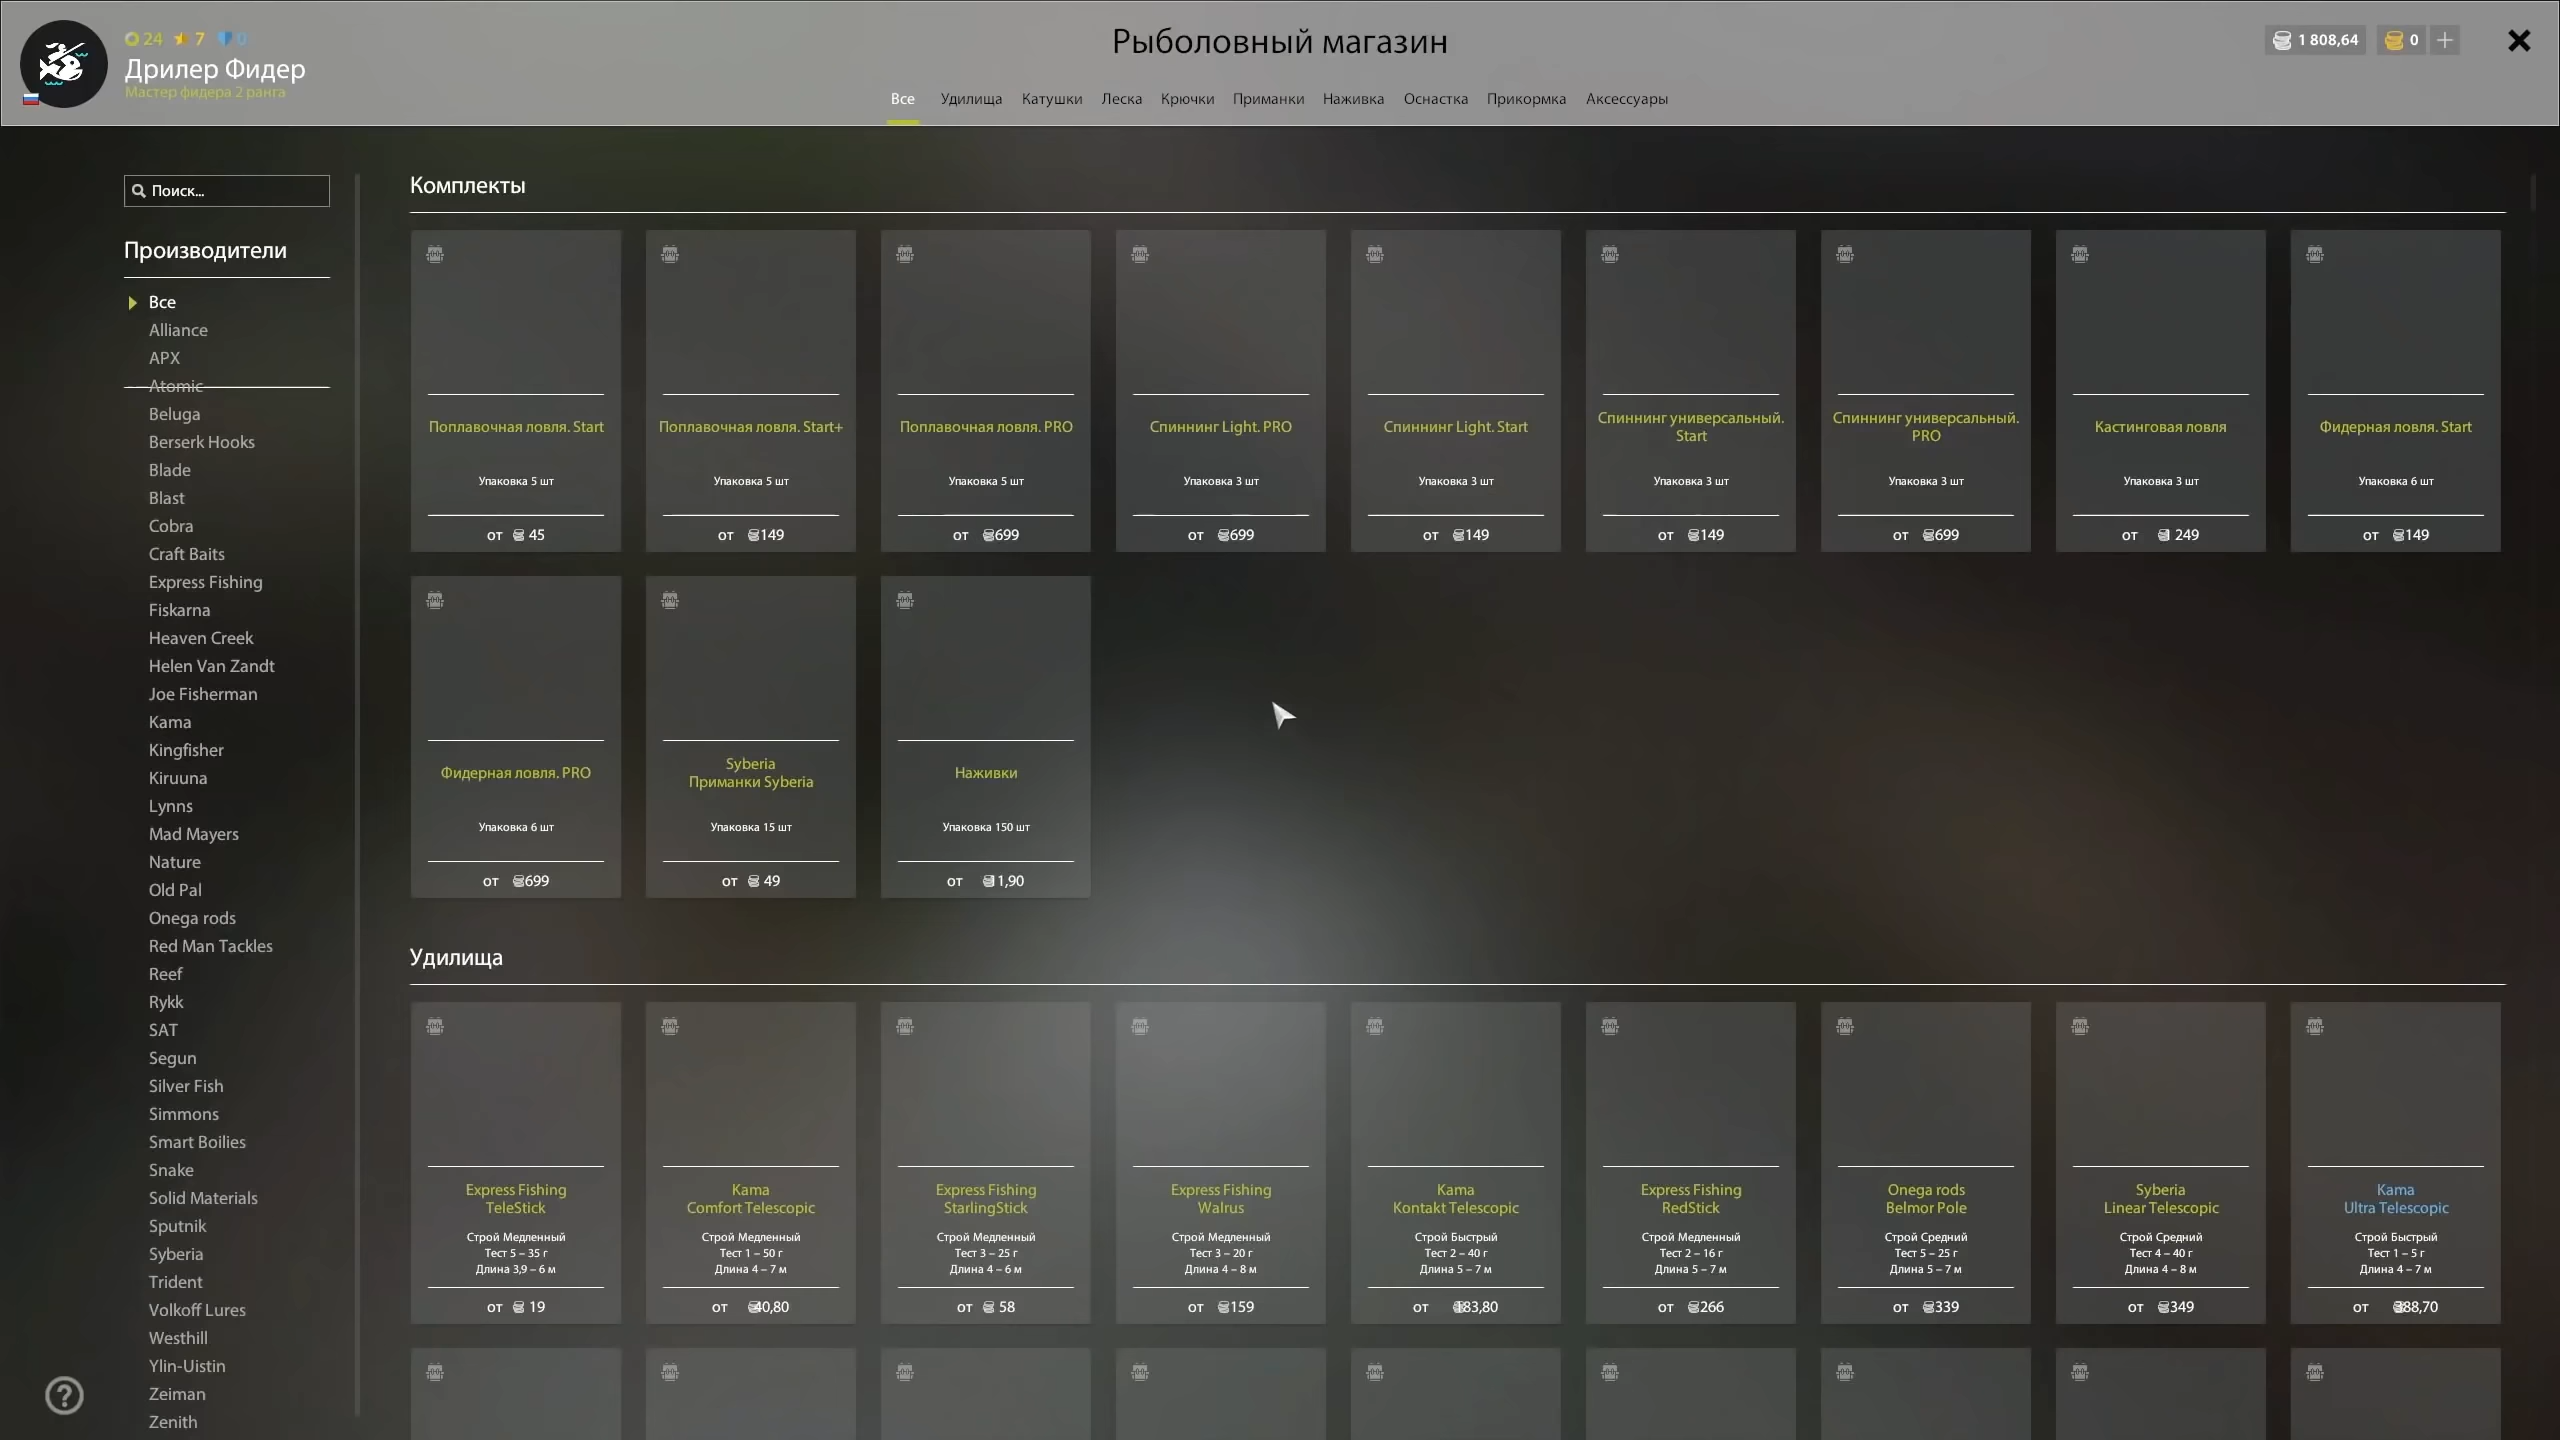 24 7 0
Дрилер Фидер
Мастер фидера 2 ранга
Рыболовный магазин
1 808,64 0
Все Удилища Катушки Леска Крючки Приманки Наживка Оснастка Прикормка Аксессуары
Поиск...
Производители
Все
Alliance
APX
Atomic
Beluga
Berserk Hooks
Blade
Blast
Cobra
Craft Baits
Express Fishing
Fiskarna
Heaven Creek
Helen Van Zandt
Joe Fisherman
Kama
Kingfisher
Kiruuna
Lynns
Mad Mayers
Nature
Old Pal
Onega rods
Red Man Tackles
Reef
Rykk
SAT
Segun
Silver Fish
Simmons
Smart Boilies
Snake
Solid Materials
Sputnik
Syberia
Trident
Volkoff Lures
Westhill
Ylin-Uistin
Zeiman
Zenith
Комплекты
Поплавочная ловля. Start
Упаковка 5 шт
от 45
Поплавочная ловля. Start+
Упаковка 5 шт
от 149
Поплавочная ловля. PRO
Упаковка 5 шт
от 699
Спиннинг Light. PRO
Упаковка 3 шт
от 699
Спиннинг Light. Start
Упаковка 3 шт
от 149
Спиннинг универсальный.
Start
Упаковка 3 шт
от 149
Спиннинг универсальный.
PRO
Упаковка 3 шт
от 699
Кастинговая ловля
Упаковка 3 шт
от 1 249
Фидерная ловля. Start
Упаковка 6 шт
от 149
Фидерная ловля. PRO
Упаковка 6 шт
от 699
Syberia
Приманки Syberia
Упаковка 15 шт
от 49
Наживки
Упаковка 150 шт
от 11,90
Удилища
Express Fishing
TeleStick
Строй Медленный
Тест 5 – 35 г
Длина 3,9 – 6 м
от 19
Kama
Comfort Telescopic
Строй Медленный
Тест 1 – 50 г
Длина 4 – 7 м
от 40,80
Express Fishing
StarlingStick
Строй Медленный
Тест 3 – 25 г
Длина 4 – 6 м
от 58
Express Fishing
Walrus
Строй Медленный
Тест 3 – 20 г
Длина 4 – 8 м
от 159
Kama
Kontakt Telescopic
Строй Быстрый
Тест 2 – 40 г
Длина 5 – 7 м
от 183,80
Express Fishing
RedStick
Строй Медленный
Тест 2 – 16 г
Длина 5 – 7 м
от 266
Onega rods
Belmor Pole
Строй Средний
Тест 5 – 25 г
Длина 5 – 7 м
от 339
Syberia
Linear Telescopic
Строй Средний
Тест 4 – 40 г
Длина 4 – 8 м
от 349
Kama
Ultra Telescopic
Строй Быстрый
Тест 1 – 5 г
Длина 4 – 7 м
от 388,70